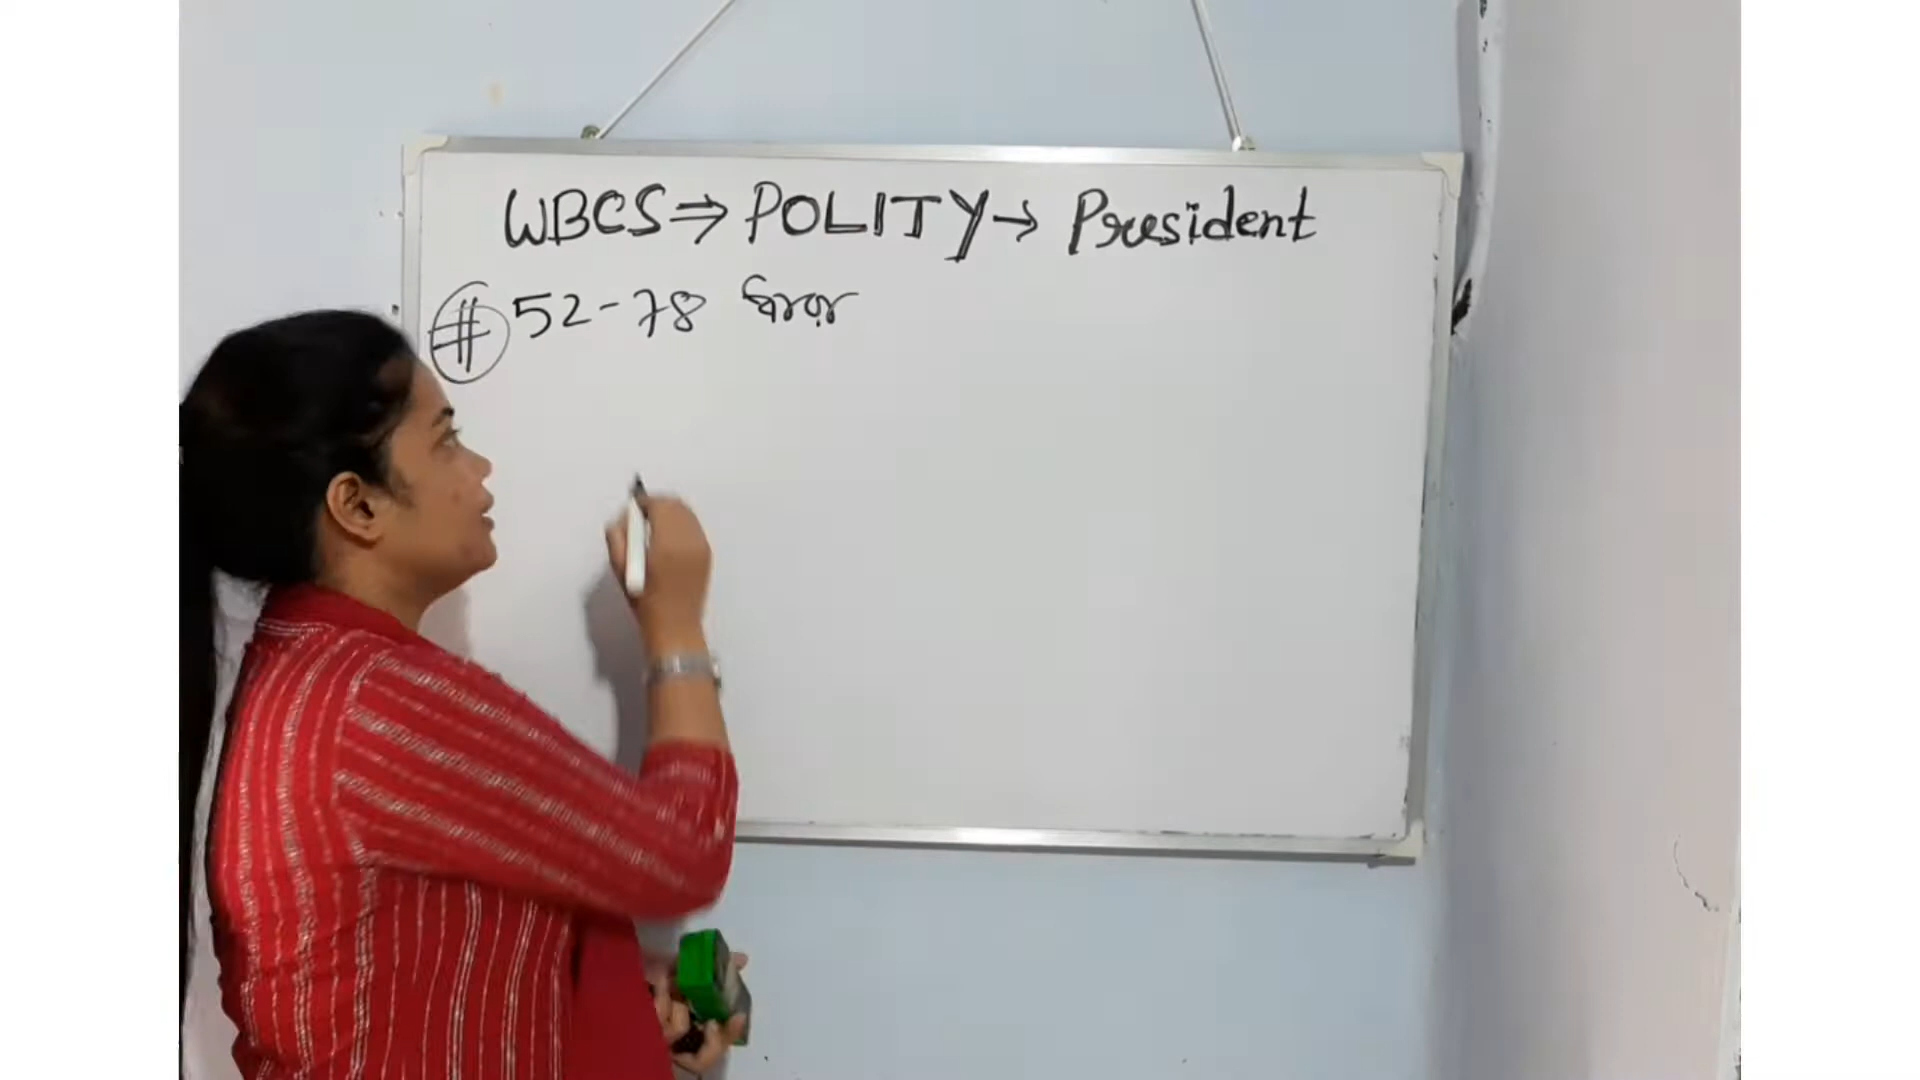 WBCS ⇒ POLITY → President
# 52-78 ধারায়